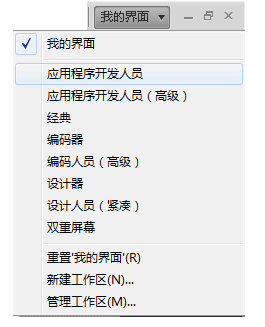 我的界面
我的界面
应用程序开发人员
应用程序开发人员（高级）
经典
编码器
编码人员（高级）
设计器
设计人员（紧凑）
双重屏幕
重置'我的界面'(R)
新建工作区(N)...
管理工作区(M)...